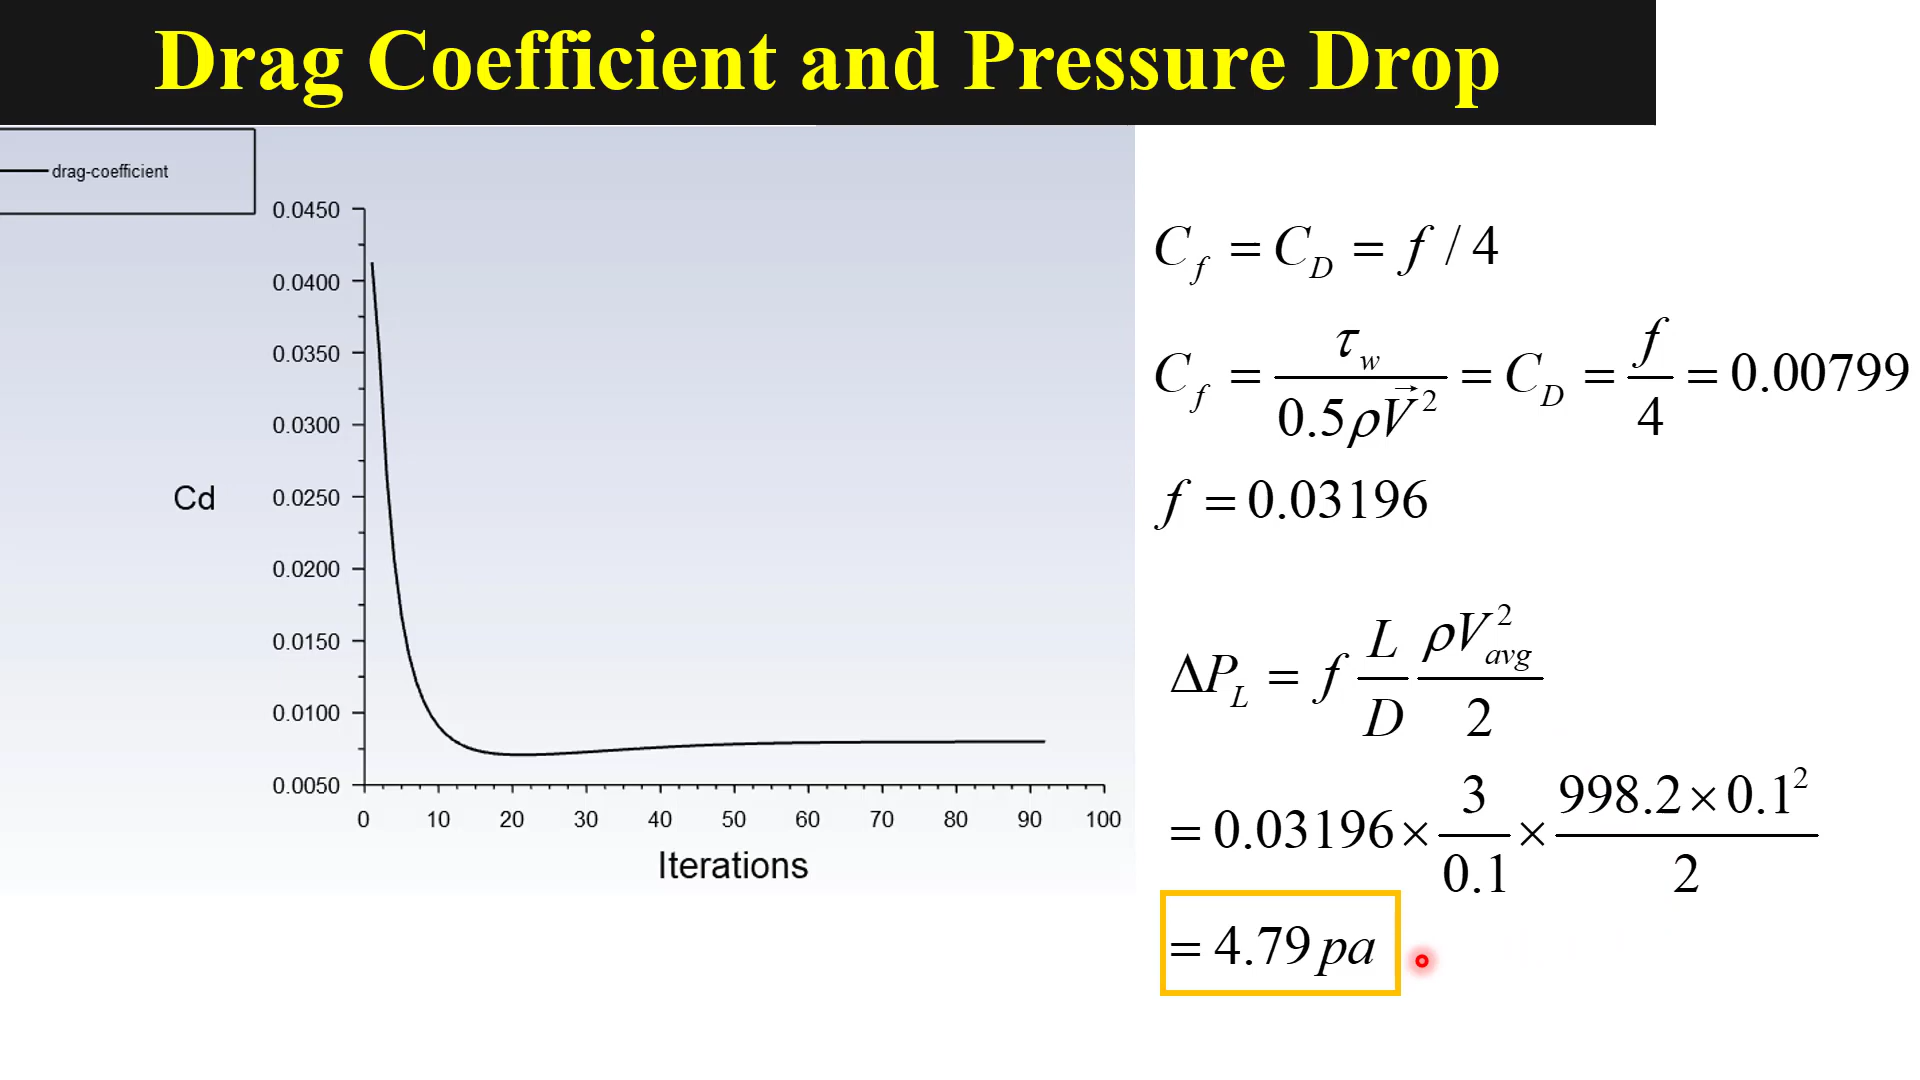 Drag Coefficient and Pressure Drop
drag-coefficient
0.0450
0.0400
0.0350
0.0300
0.0250
0.0200
0.0150
0.0100
0.0050
Cd
0 10 20 30 40 50 60 70 80 90 100
Iterations
C_f = C_D = f / 4
C_f = τ_w / 0.5ρV⃗² = C_D = f / 4 = 0.00799
f = 0.03196
ΔP_L = f L/D ρV²_avg / 2
= 0.03196 × 3/0.1 × 998.2 × 0.1² / 2
= 4.79 pa